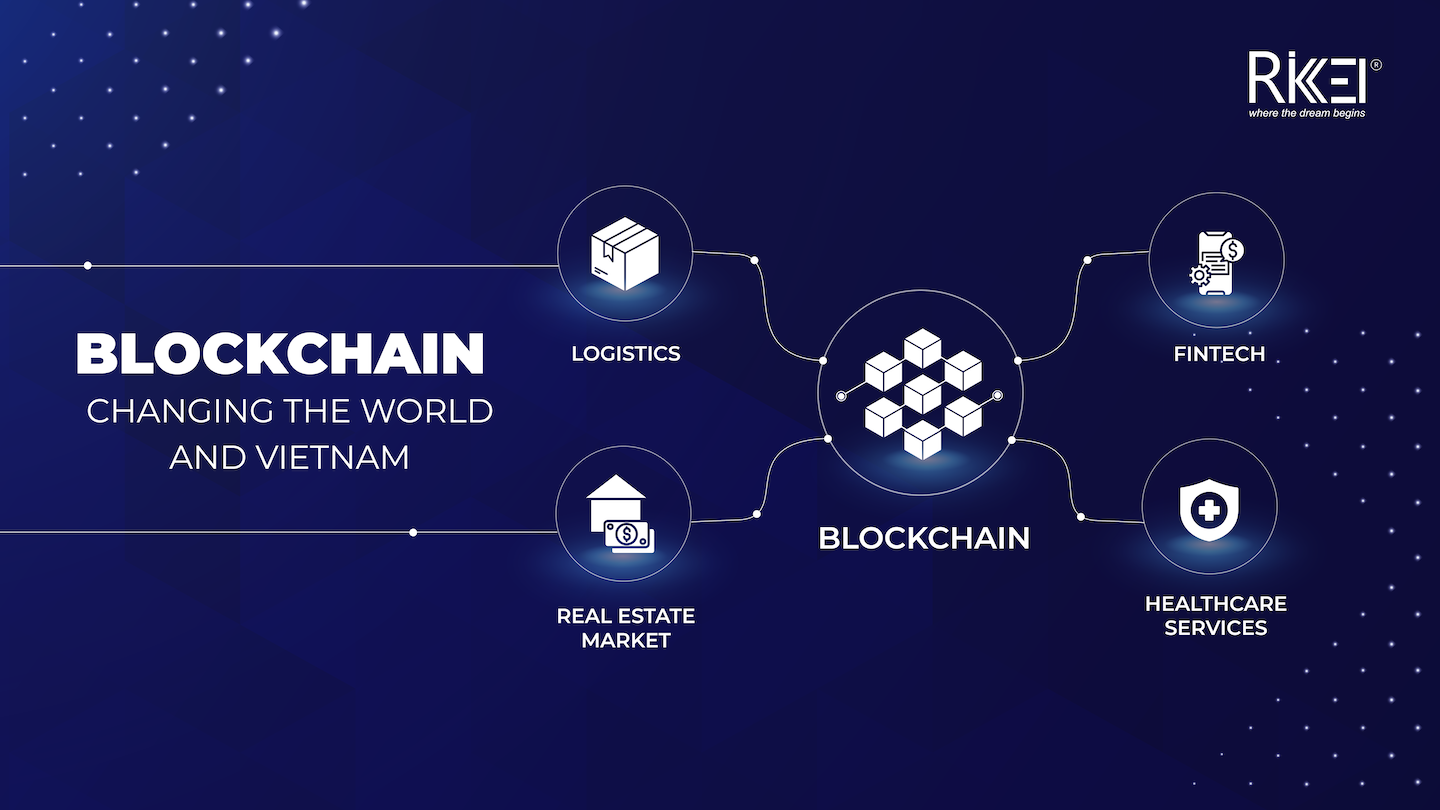 RIKKEI®
where the dream begins
BLOCKCHAIN
CHANGING THE WORLD
AND VIETNAM
LOGISTICS
REAL ESTATE
MARKET
BLOCKCHAIN
FINTECH
HEALTHCARE
SERVICES
$
$